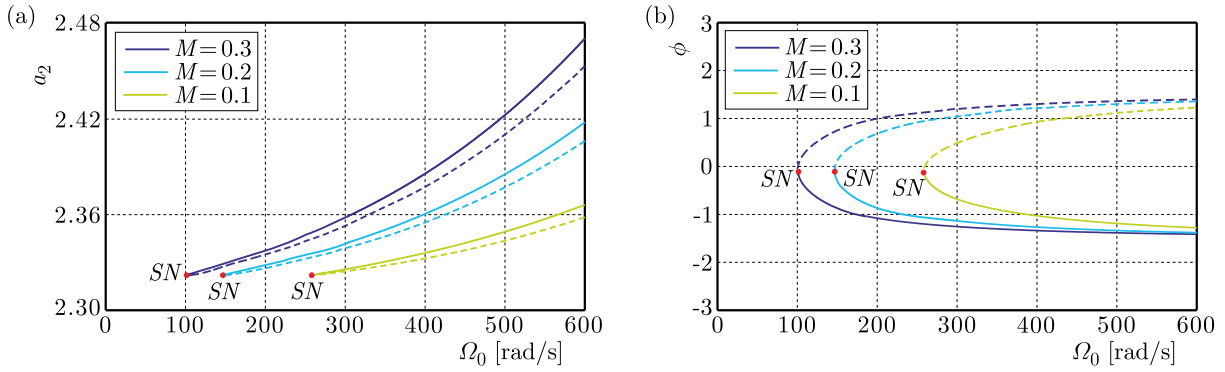 (a)
2.48
2.42
2.36
2.30
a₂
M=0.3
M=0.2
M=0.1
SN
SN
SN
0 100 200 300 400 500 600
Ω₀ [rad/s]
(b)
3
2
1
0
-1
-2
-3
ϕ
M=0.3
M=0.2
M=0.1
SN
SN
SN
0 100 200 300 400 500 600
Ω₀ [rad/s]